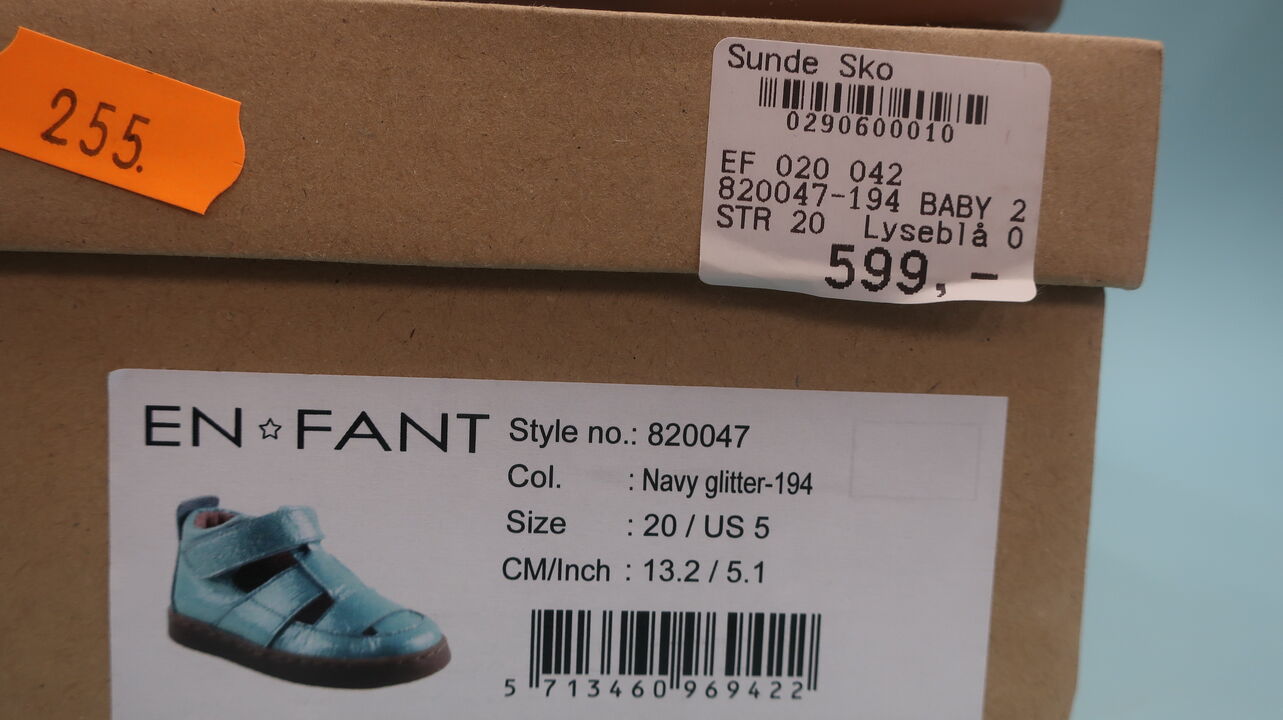 255.
Sunde Sko
0290600010
EF 020 042
820047-194 BABY 2
STR 20 Lyseblå 0
599,-
EN☆FANT
Style no.: 820047
Col. : Navy glitter-194
Size : 20 / US 5
CM/Inch : 13.2 / 5.1
5 713460 969422